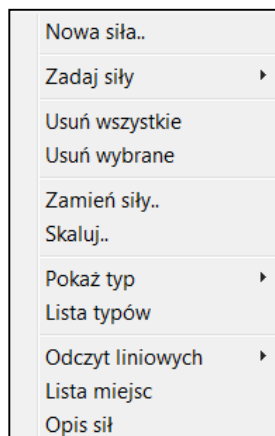 Nowa siła..
Zadaj siły
Usuń wszystkie
Usuń wybrane
Zamień siły..
Skaluj..
Pokaż typ
Lista typów
Odczyt liniowych
Lista miejsc
Opis sił